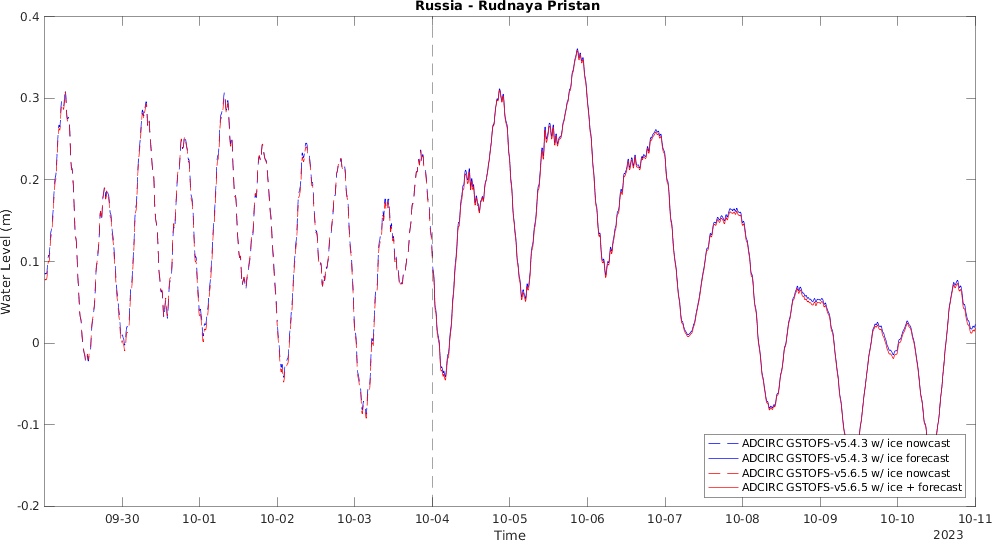 Russia - Rudnaya Pristan
0.4
0.3
0.2
0.1
0
-0.1
-0.2
Water Level (m)
ADCIRC GSTOFS-v5.4.3 w/ ice nowcast
ADCIRC GSTOFS-v5.4.3 w/ ice forecast
ADCIRC GSTOFS-v5.6.5 w/ ice nowcast
ADCIRC GSTOFS-v5.6.5 w/ ice + forecast
09-30 10-01 10-02 10-03 10-04 10-05 10-06 10-07 10-08 10-09 10-10 10-11
Time
2023